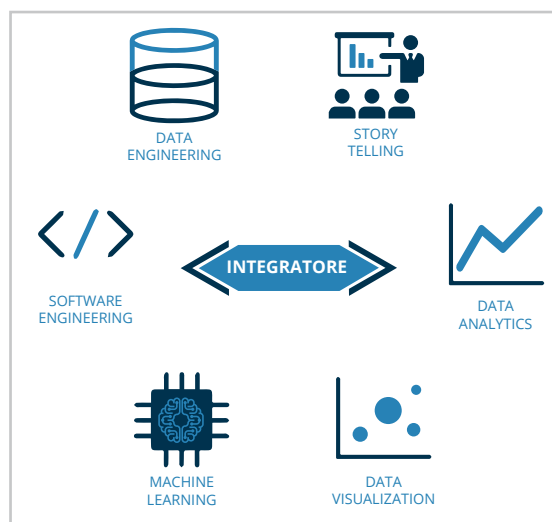 DATA
ENGINEERING
STORY
TELLING
SOFTWARE
ENGINEERING
INTEGRATORE
DATA
ANALYTICS
MACHINE
LEARNING
DATA
VISUALIZATION